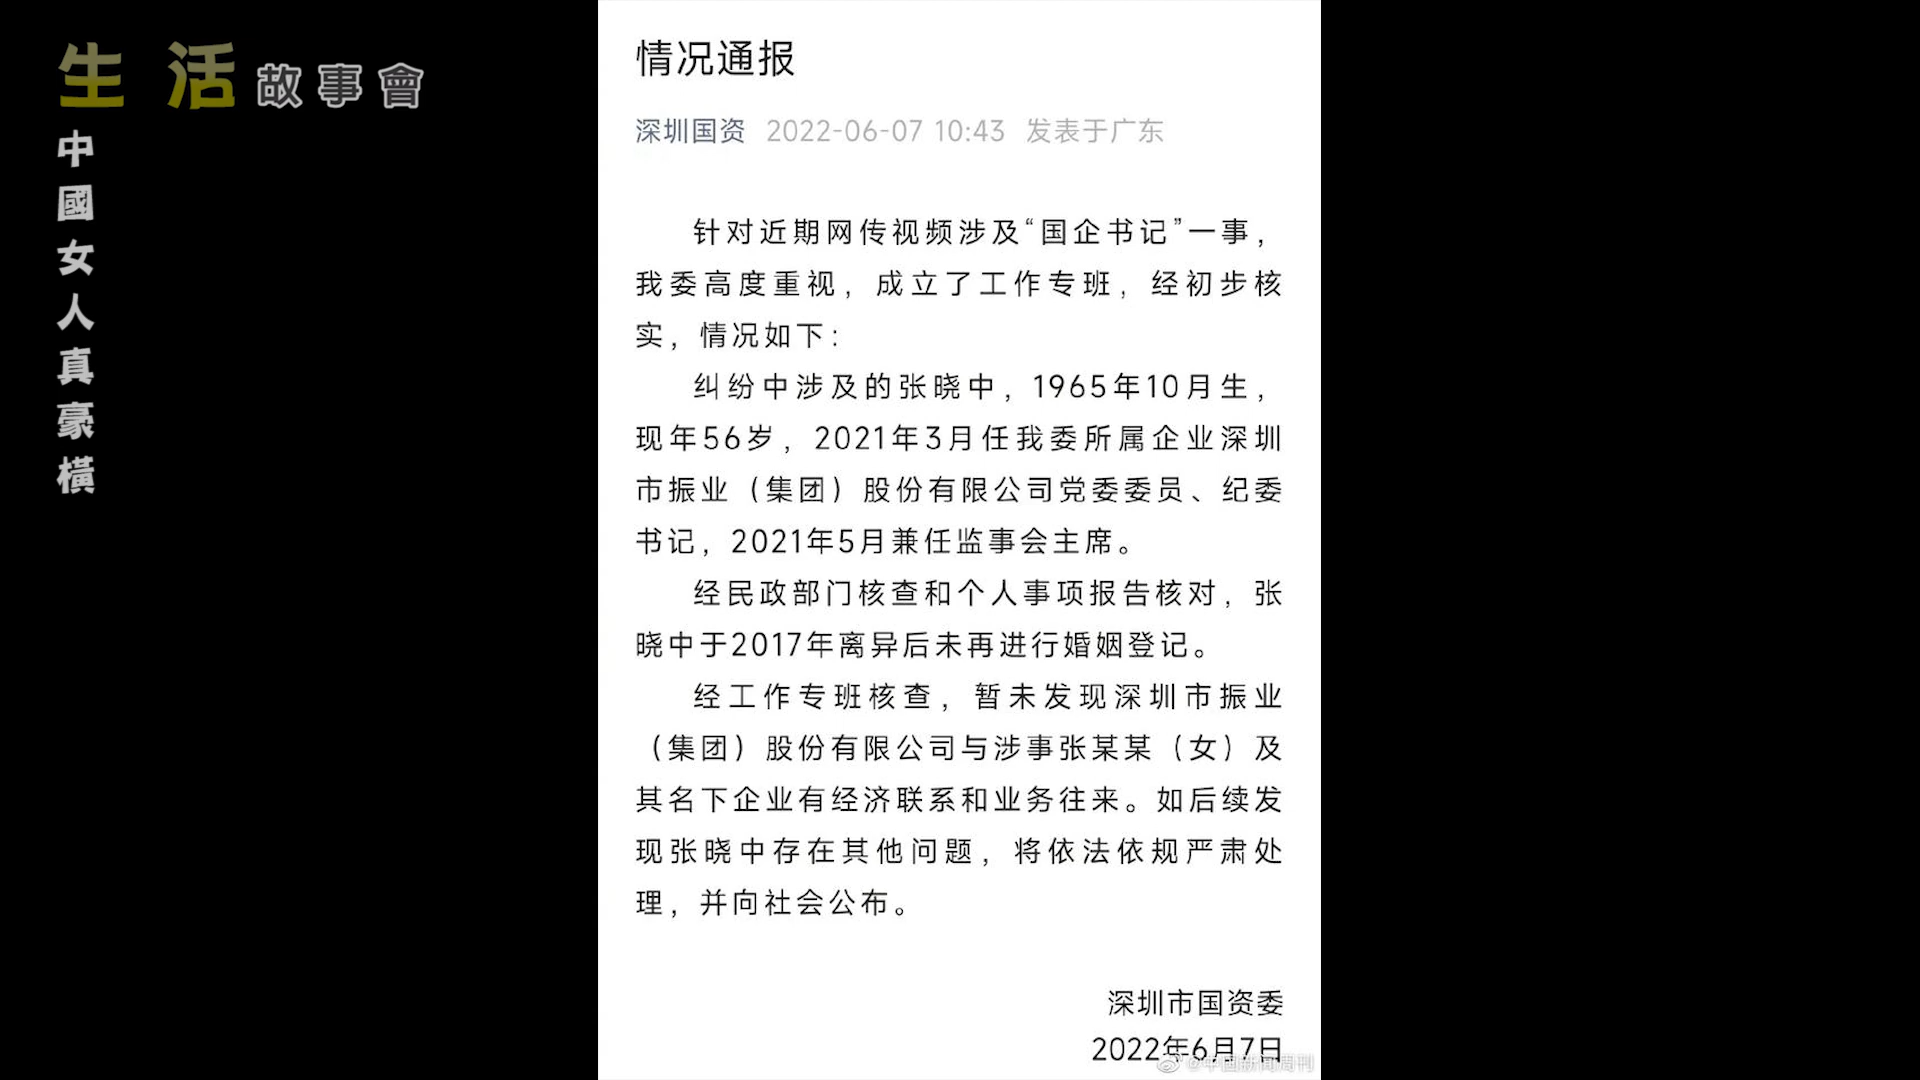 生活故事會
中國女人真豪橫
情况通报
深圳国资 2022-06-07 10:43 发表于广东
针对近期网传视频涉及“国企书记”一事，
我委高度重视，成立了工作专班，经初步核
实，情况如下：
纠纷中涉及的张晓中，1965年10月生，
现年56岁，2021年3月任我委所属企业深圳
市振业（集团）股份有限公司党委委员、纪委
书记，2021年5月兼任监事会主席。
经民政部门核查和个人事项报告核对，张
晓中于2017年离异后未再进行婚姻登记。
经工作专班核查，暂未发现深圳市振业
（集团）股份有限公司与涉事张某某（女）及
其名下企业有经济联系和业务往来。如后续发
现张晓中存在其他问题，将依法依规严肃处
理，并向社会公布。
深圳市国资委
2022年6月7日
@中国新闻周刊